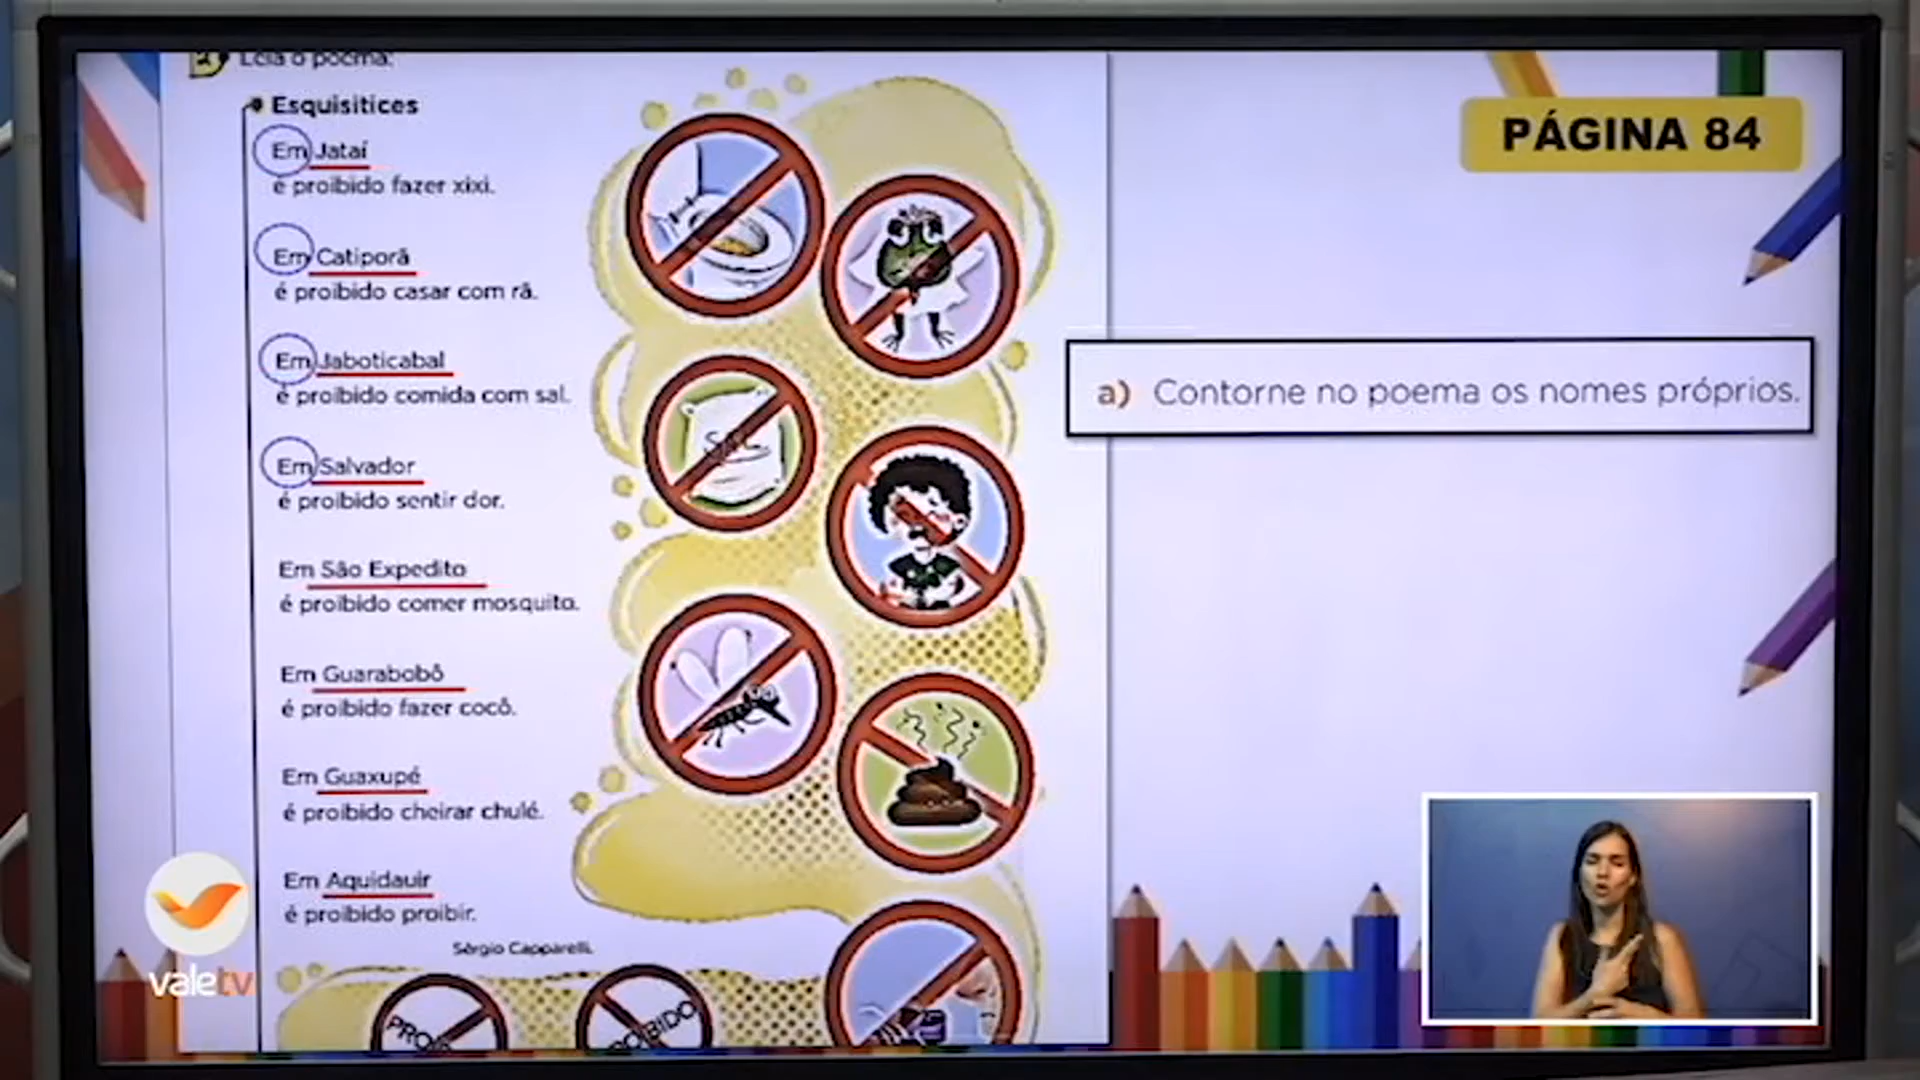 Leia o poema:
Esquisitices
Em Jataí
é proibido fazer xixi.
Em Catiporã
é proibido casar com rã.
Em Jaboticabal
é proibido comida com sal.
Em Salvador
é proibido sentir dor.
Em São Expedito
é proibido comer mosquito.
Em Guarabobô
é proibido fazer cocô.
Em Guaxupé
é proibido cheirar chulé.
Em Aquidauir
é proibido proibir.
Sérgio Capparelli.
SAL
PÁGINA 84
a) Contorne no poema os nomes próprios.
valetv